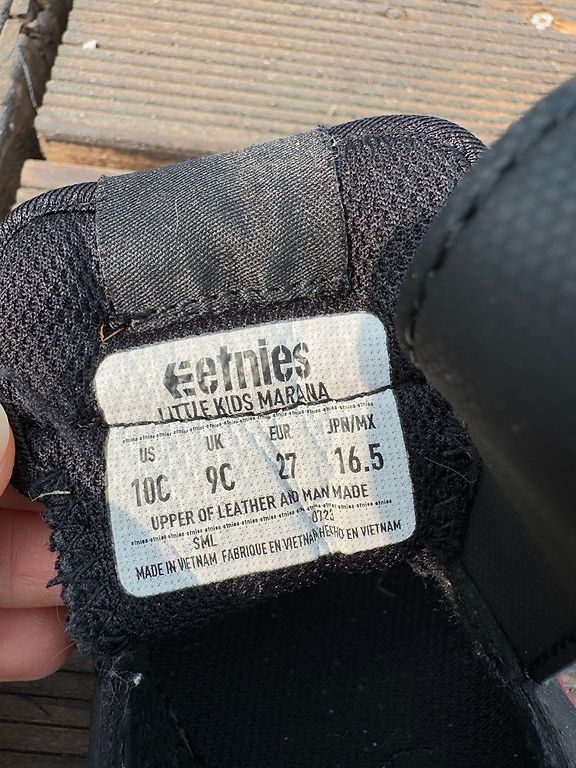 etnies
LITTLE KIDS MARANA
US UK EUR JPN/MX
10C 9C 27 16.5
UPPER OF LEATHER AND MAN MADE
SML 0723
MADE IN VIETNAM FABRIQUE EN VIETNAM HECHO EN VIETNAM